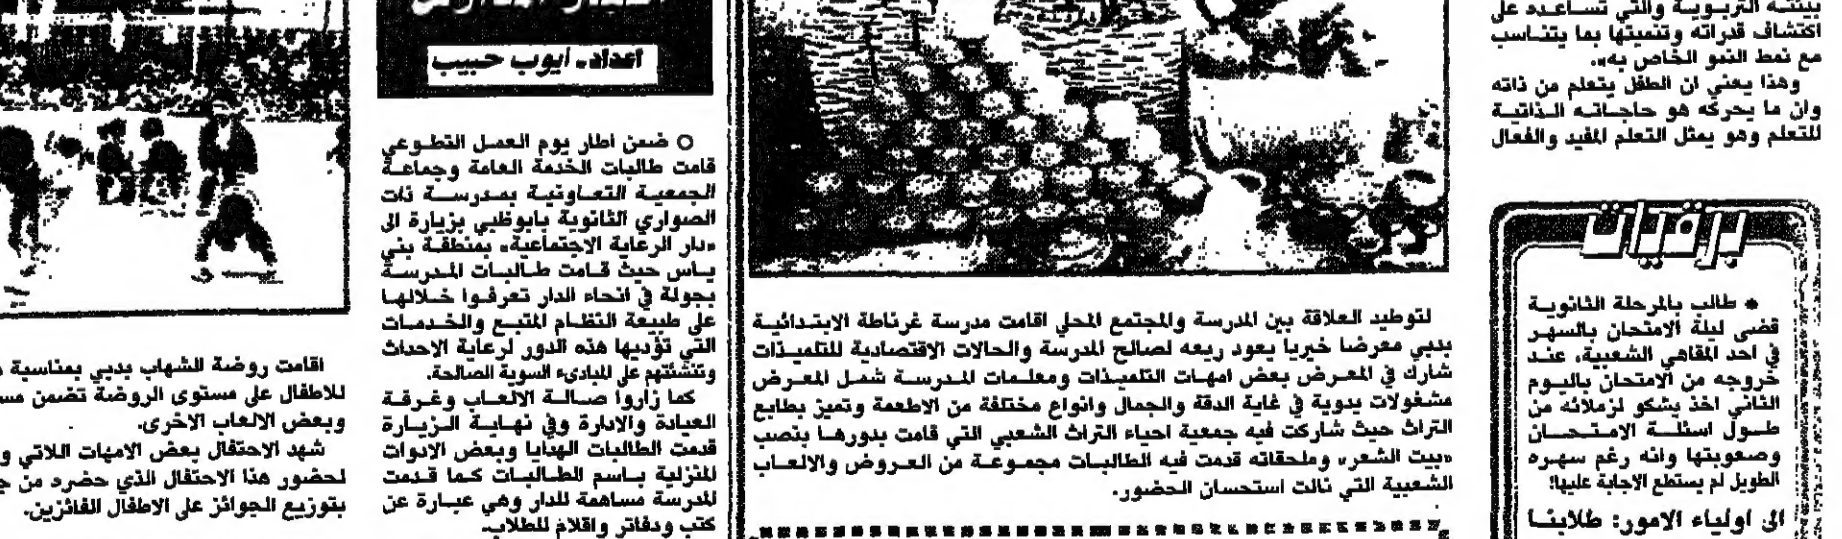 بيئته التربوية والتي تساعده على
اكتشاف قدراته وتنميتها بما يتناسب
مع نمط النمو الخاص به».
وهذا يعني ان الطفل يتعلم من ذاته
وان ما يحركه هو حاجاته الذاتية
للتعلم وهو يمثل التعلم المفيد والفعال
برقيات
* طالب بالمرحلة الثانوية
قضى ليلة الامتحان بالسهر
في احد المقاهي الشعبية، عند
خروجه من الامتحان باليوم
الثاني اخذ يشكو لزملائه من
طول اسئلة الامتحان
وصعوبتها وانه رغم سهره
الطويل لم يستطع الاجابة عليها!
الى اولياء الامور: طلابنا
لتوطيد العلاقة بين المدرسة والمجتمع المحلي اقامت مدرسة غرناطة الابتدائية
بدبي معرضا خيريا يعود ريعه لصالح المدرسة والحالات الاقتصادية للتلميذات
شارك في المعرض بعض امهات التلميذات ومعلمات المدرسة شمل المعرض
مشغولات يدوية في غاية الدقة والجمال وانواع مختلفة من الاطعمة وتميز بطابع
التراث حيث شاركت فيه جمعية احياء التراث الشعبي التي قامت بدورها بنصب
«بيت الشعر» وملحقاته قدمت فيه الطالبات مجموعة من العروض والالعاب
الشعبية التي نالت استحسان الحضور.
اعداد ـ ايوب حبيب
○ ضمن اطار يوم العمل التطوعي
قامت طالبات الخدمة العامة وجماعة
الجمعية التعاونية بمدرسة ذات
الصواري الثانوية بابوظبي بزيارة الى
«دار الرعاية الاجتماعية» بمنطقة بني
ياس حيث قامت طالبات المدرسة
بجولة في انحاء الدار تعرفوا خلالها
على طبيعة النظام المتبع والخدمات
التي تؤديها هذه الدور لرعاية الاحداث
وتنشئتهم على المبادىء السوية الصالحة.
كما زاروا صالة الالعاب وغرفة
العيادة والادارة وفي نهاية الزيارة
قدمت الطالبات الهدايا وبعض الادوات
المنزلية باسم الطالبات كما قدمت
المدرسة مساهمة للدار وهي عبارة عن
كتب ودفاتر واقلام للطلاب.
اقامت روضة الشهاب بدبي بمناسبة
للاطفال على مستوى الروضة تضمن
وبعض الالعاب الاخرى.
شهد الاحتفال بعض الامهات اللاتي
لحضور هذا الاحتفال الذي حضره من
بتوزيع الجوائز على الاطفال الفائزين.